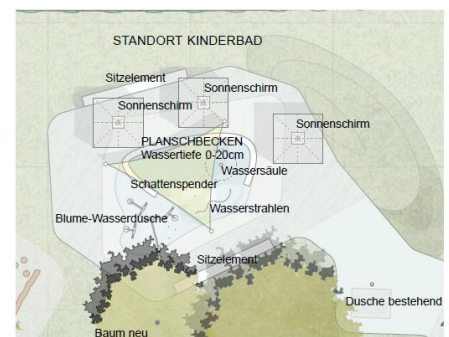 STANDORT KINDERBAD
Sitzelement
Sonnenschirm
Sonnenschirm
Sonnenschirm
PLANSCHBECKEN
Wassertiefe 0-20cm
Wassersäule
Schattenspender
Wasserstrahlen
Blume-Wasserdusche
Sitzelement
Dusche bestehend
Baum neu